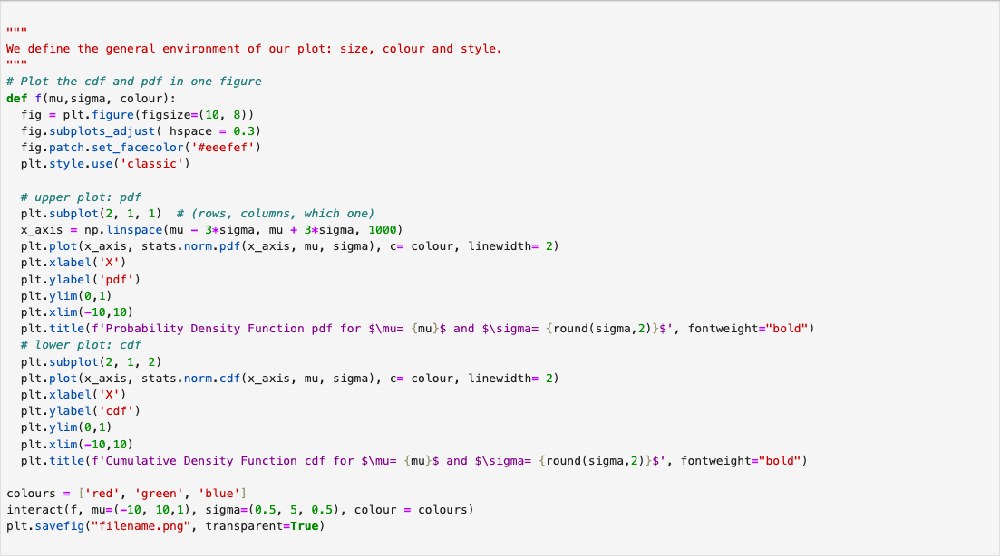 """
We define the general environment of our plot: size, colour and style.
"""
# Plot the cdf and pdf in one figure
def f(mu,sigma, colour):
  fig = plt.figure(figsize=(10, 8))
  fig.subplots_adjust( hspace = 0.3)
  fig.patch.set_facecolor('#eeefef')
  plt.style.use('classic')

  # upper plot: pdf
  plt.subplot(2, 1, 1)  # (rows, columns, which one)
  x_axis = np.linspace(mu - 3*sigma, mu + 3*sigma, 1000)
  plt.plot(x_axis, stats.norm.pdf(x_axis, mu, sigma), c= colour, linewidth= 2)
  plt.xlabel('X')
  plt.ylabel('pdf')
  plt.ylim(0,1)
  plt.xlim(-10,10)
  plt.title(f'Probability Density Function pdf for $\mu= {mu}$ and $\sigma= {round(sigma,2)}$', fontweight="bold")
  # lower plot: cdf
  plt.subplot(2, 1, 2)
  plt.plot(x_axis, stats.norm.cdf(x_axis, mu, sigma), c= colour, linewidth= 2)
  plt.xlabel('X')
  plt.ylabel('cdf')
  plt.ylim(0,1)
  plt.xlim(-10,10)
  plt.title(f'Cumulative Density Function cdf for $\mu= {mu}$ and $\sigma= {round(sigma,2)}$', fontweight="bold")

colours = ['red', 'green', 'blue']
interact(f, mu=(-10, 10,1), sigma=(0.5, 5, 0.5), colour = colours)
plt.savefig("filename.png", transparent=True)